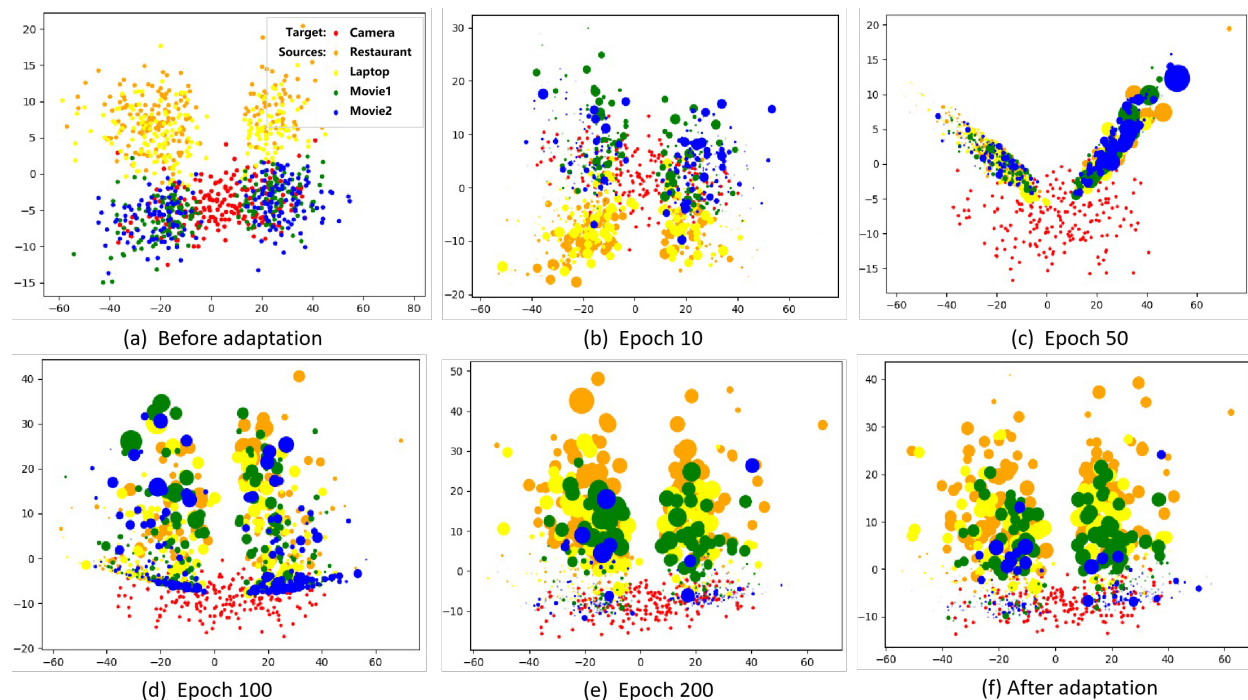 Target: Camera
Sources: Restaurant
Laptop
Movie1
Movie2
20
15
10
5
0
−5
−10
−15
−60 −40 −20 0 20 40 60 80
(a) Before adaptation
30
20
10
0
−10
−20
−60 −40 −20 0 20 40 60
(b) Epoch 10
20
15
10
5
0
−5
−10
−15
−60 −40 −20 0 20 40 60
(c) Epoch 50
40
30
20
10
0
−10
−20
−60 −40 −20 0 20 40 60
(d) Epoch 100
50
40
30
20
10
0
−10
−60 −40 −20 0 20 40 60
(e) Epoch 200
40
30
20
10
0
−10
−60 −40 −20 0 20 40 60
(f) After adaptation